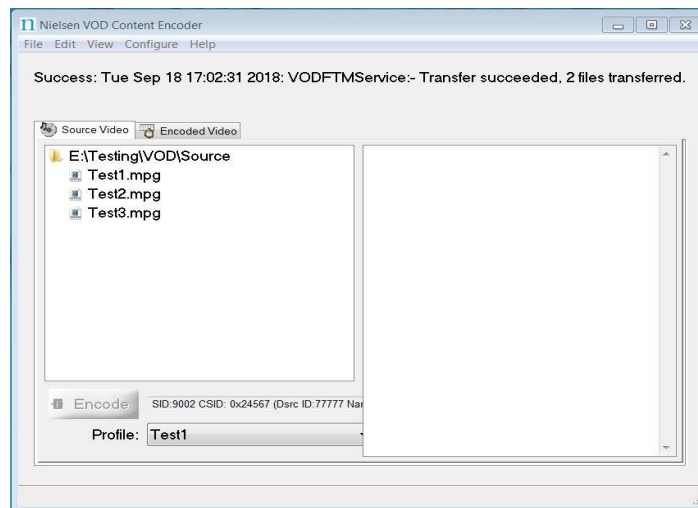 n Nielsen VOD Content Encoder
File Edit View Configure Help
Success: Tue Sep 18 17:02:31 2018: VODFTMService:- Transfer succeeded, 2 files transferred.
Source Video Encoded Video
E:\Testing\VOD\Source
Test1.mpg
Test2.mpg
Test3.mpg
Encode SID:9002 CSID: 0x24567 (Dsrc ID:77777 Nar
Profile: Test1